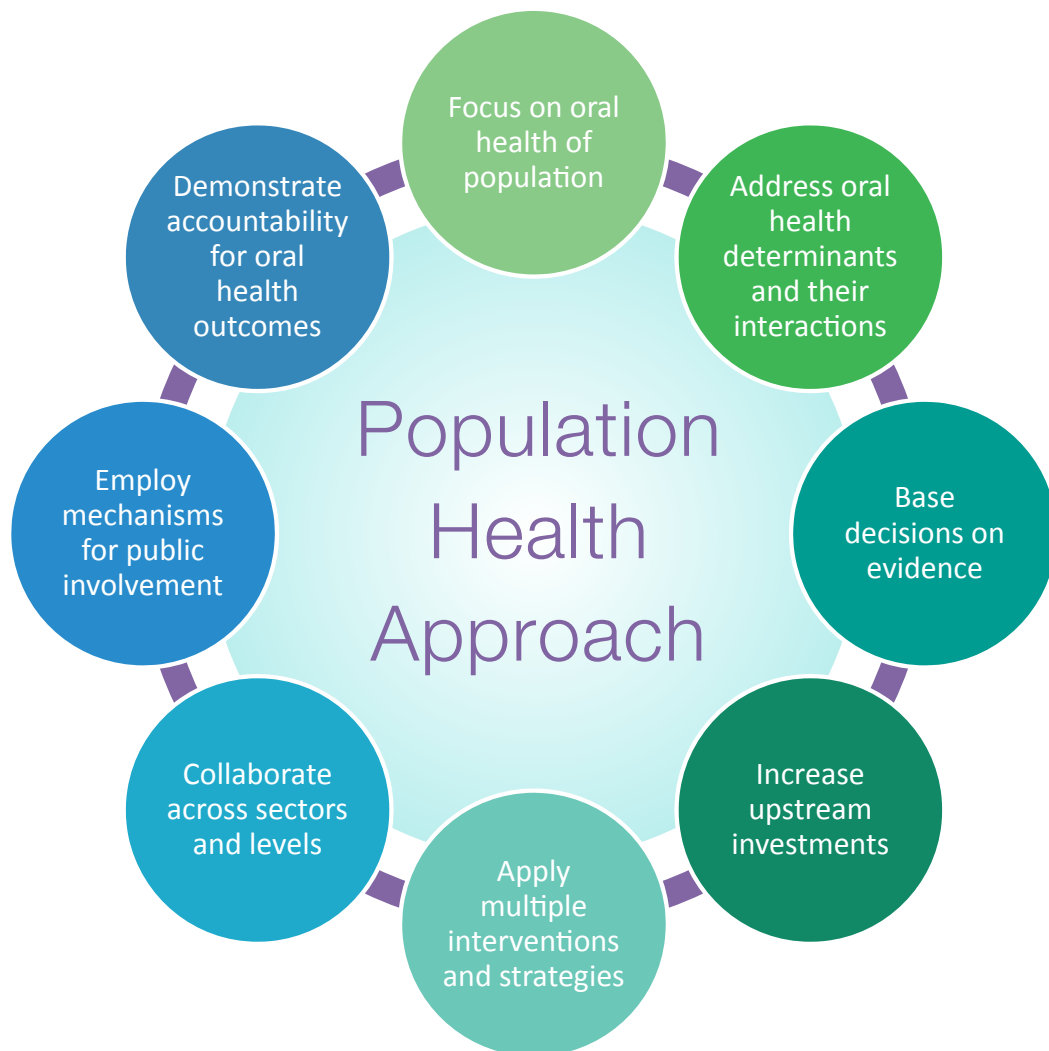 Focus on oral
health of
population
Address oral
health
determinants
and their
interactions
Base
decisions on
evidence
Increase
upstream
investments
Apply
multiple
interventions
and strategies
Collaborate
across sectors
and levels
Employ
mechanisms
for public
involvement
Demonstrate
accountability
for oral
health
outcomes
Population
Health
Approach